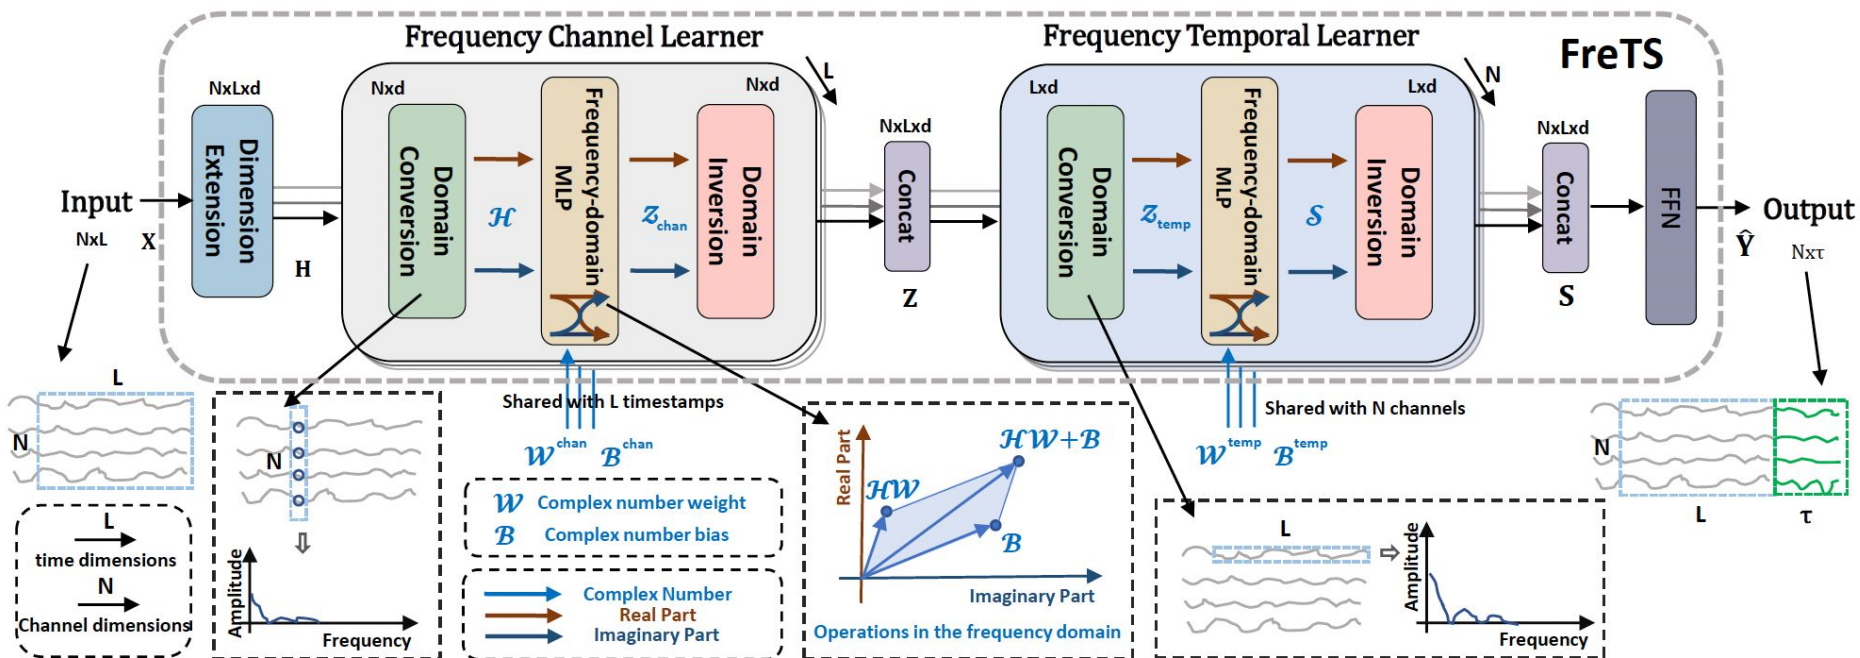 Frequency Channel Learner
Frequency Temporal Learner
FreTS
NxLxd
Dimension Extension
Input
NxL
X
H
Nxd
Domain Conversion
ℋ
Frequency-domain MLP
𝒵chan
Nxd
Domain Inversion
L
NxLxd
Concat
Z
Lxd
Domain Conversion
𝒵temp
Frequency-domain MLP
𝒮
Lxd
Domain Inversion
N
NxLxd
Concat
S
FFN
Output
Ŷ
Nxτ
Shared with L timestamps
𝒲chan ℬchan
Shared with N channels
𝒲temp ℬtemp
L
N
L
time dimensions
N
Channel dimensions
N
Amplitude
Frequency
𝒲 Complex number weight
ℬ Complex number bias
Complex Number
Real Part
Imaginary Part
Real Part
ℋ𝒲+ℬ
ℋ𝒲
ℬ
Imaginary Part
Operations in the frequency domain
L
Amplitude
Frequency
N
L
τ